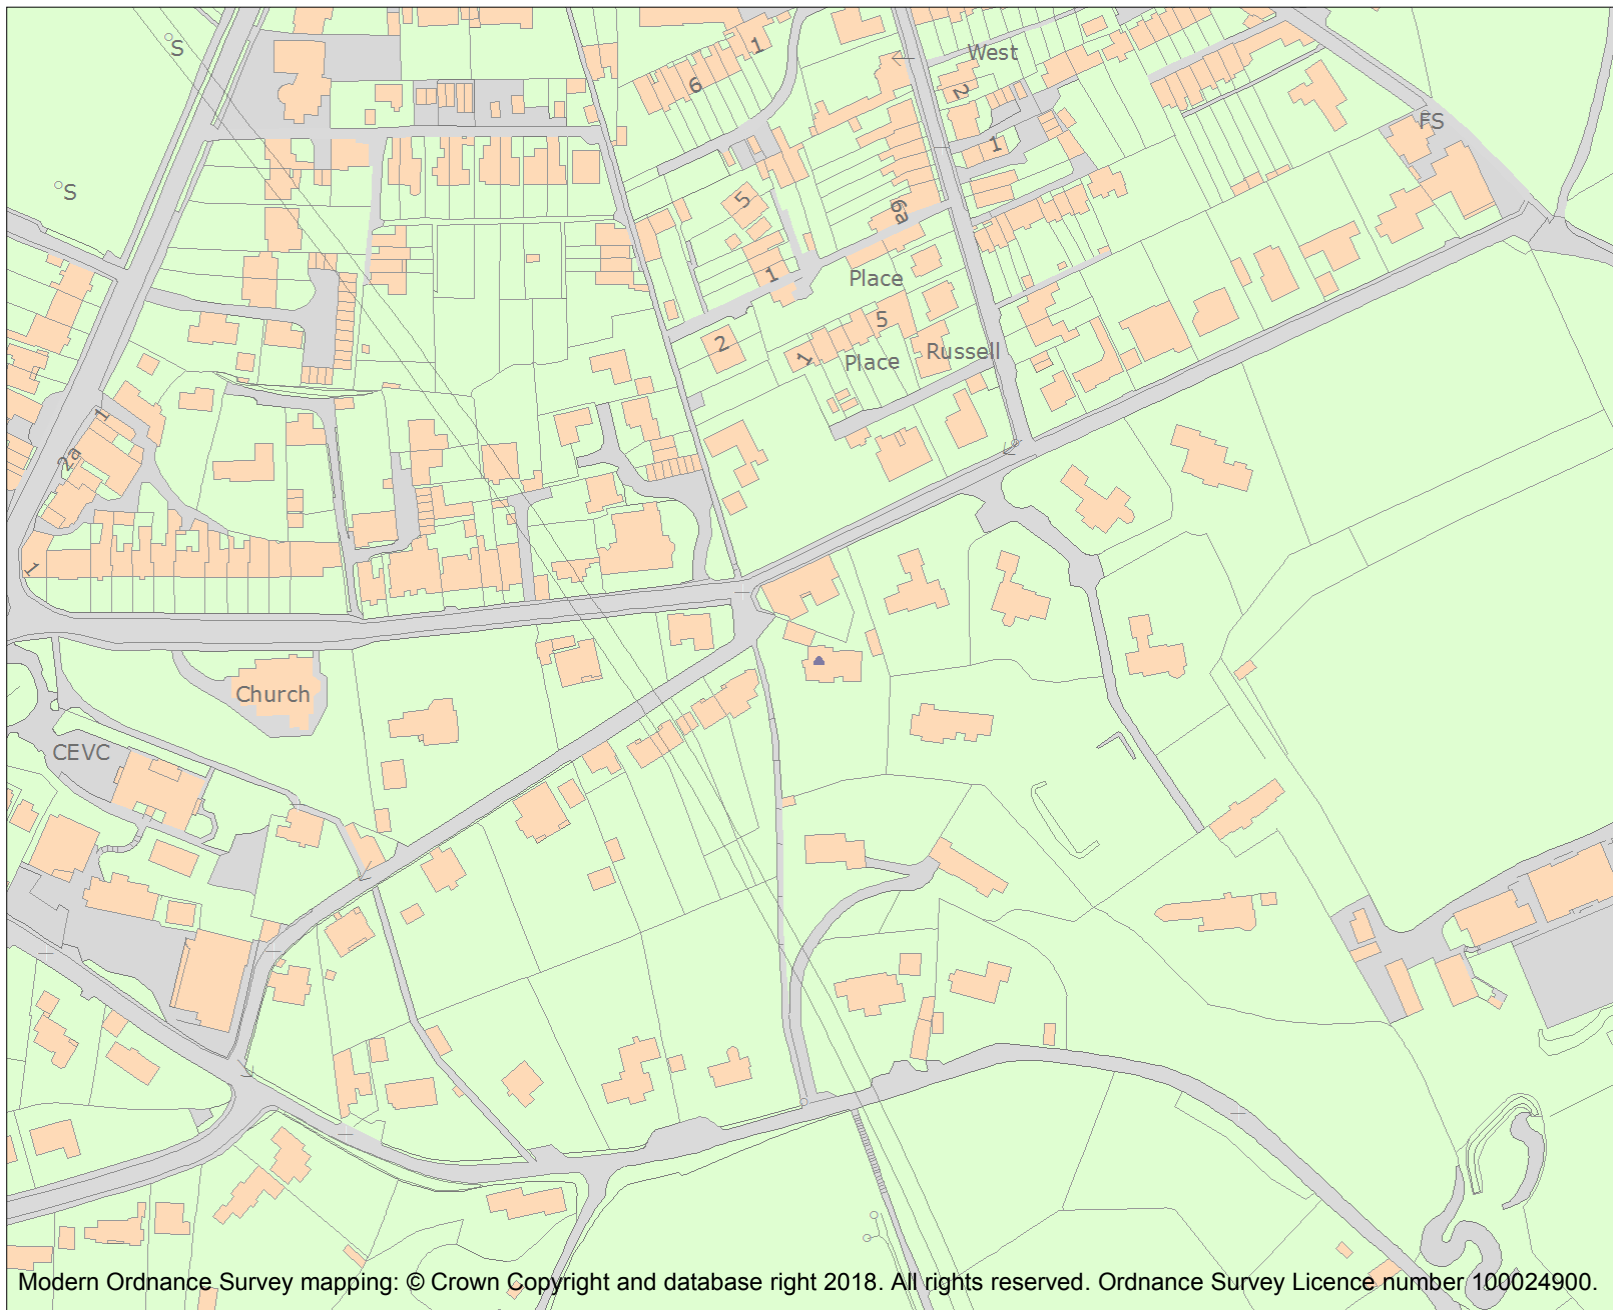 S
1
West
6
2
FS
1
S
5
6a
1
Place
5
2
1
Place
Russell
1
2a
1
Church
CEVC
Modern Ordnance Survey mapping: © Crown Copyright and database right 2018. All rights reserved. Ordnance Survey Licence number 100024900.